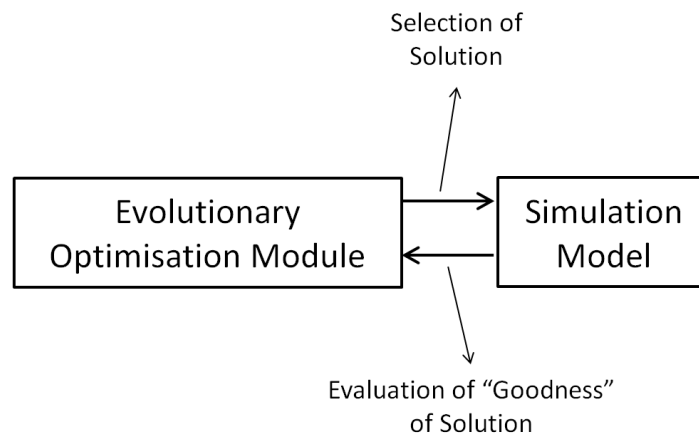 Selection of
Solution
Evolutionary
Optimisation Module
Simulation
Model
Evaluation of “Goodness”
of Solution